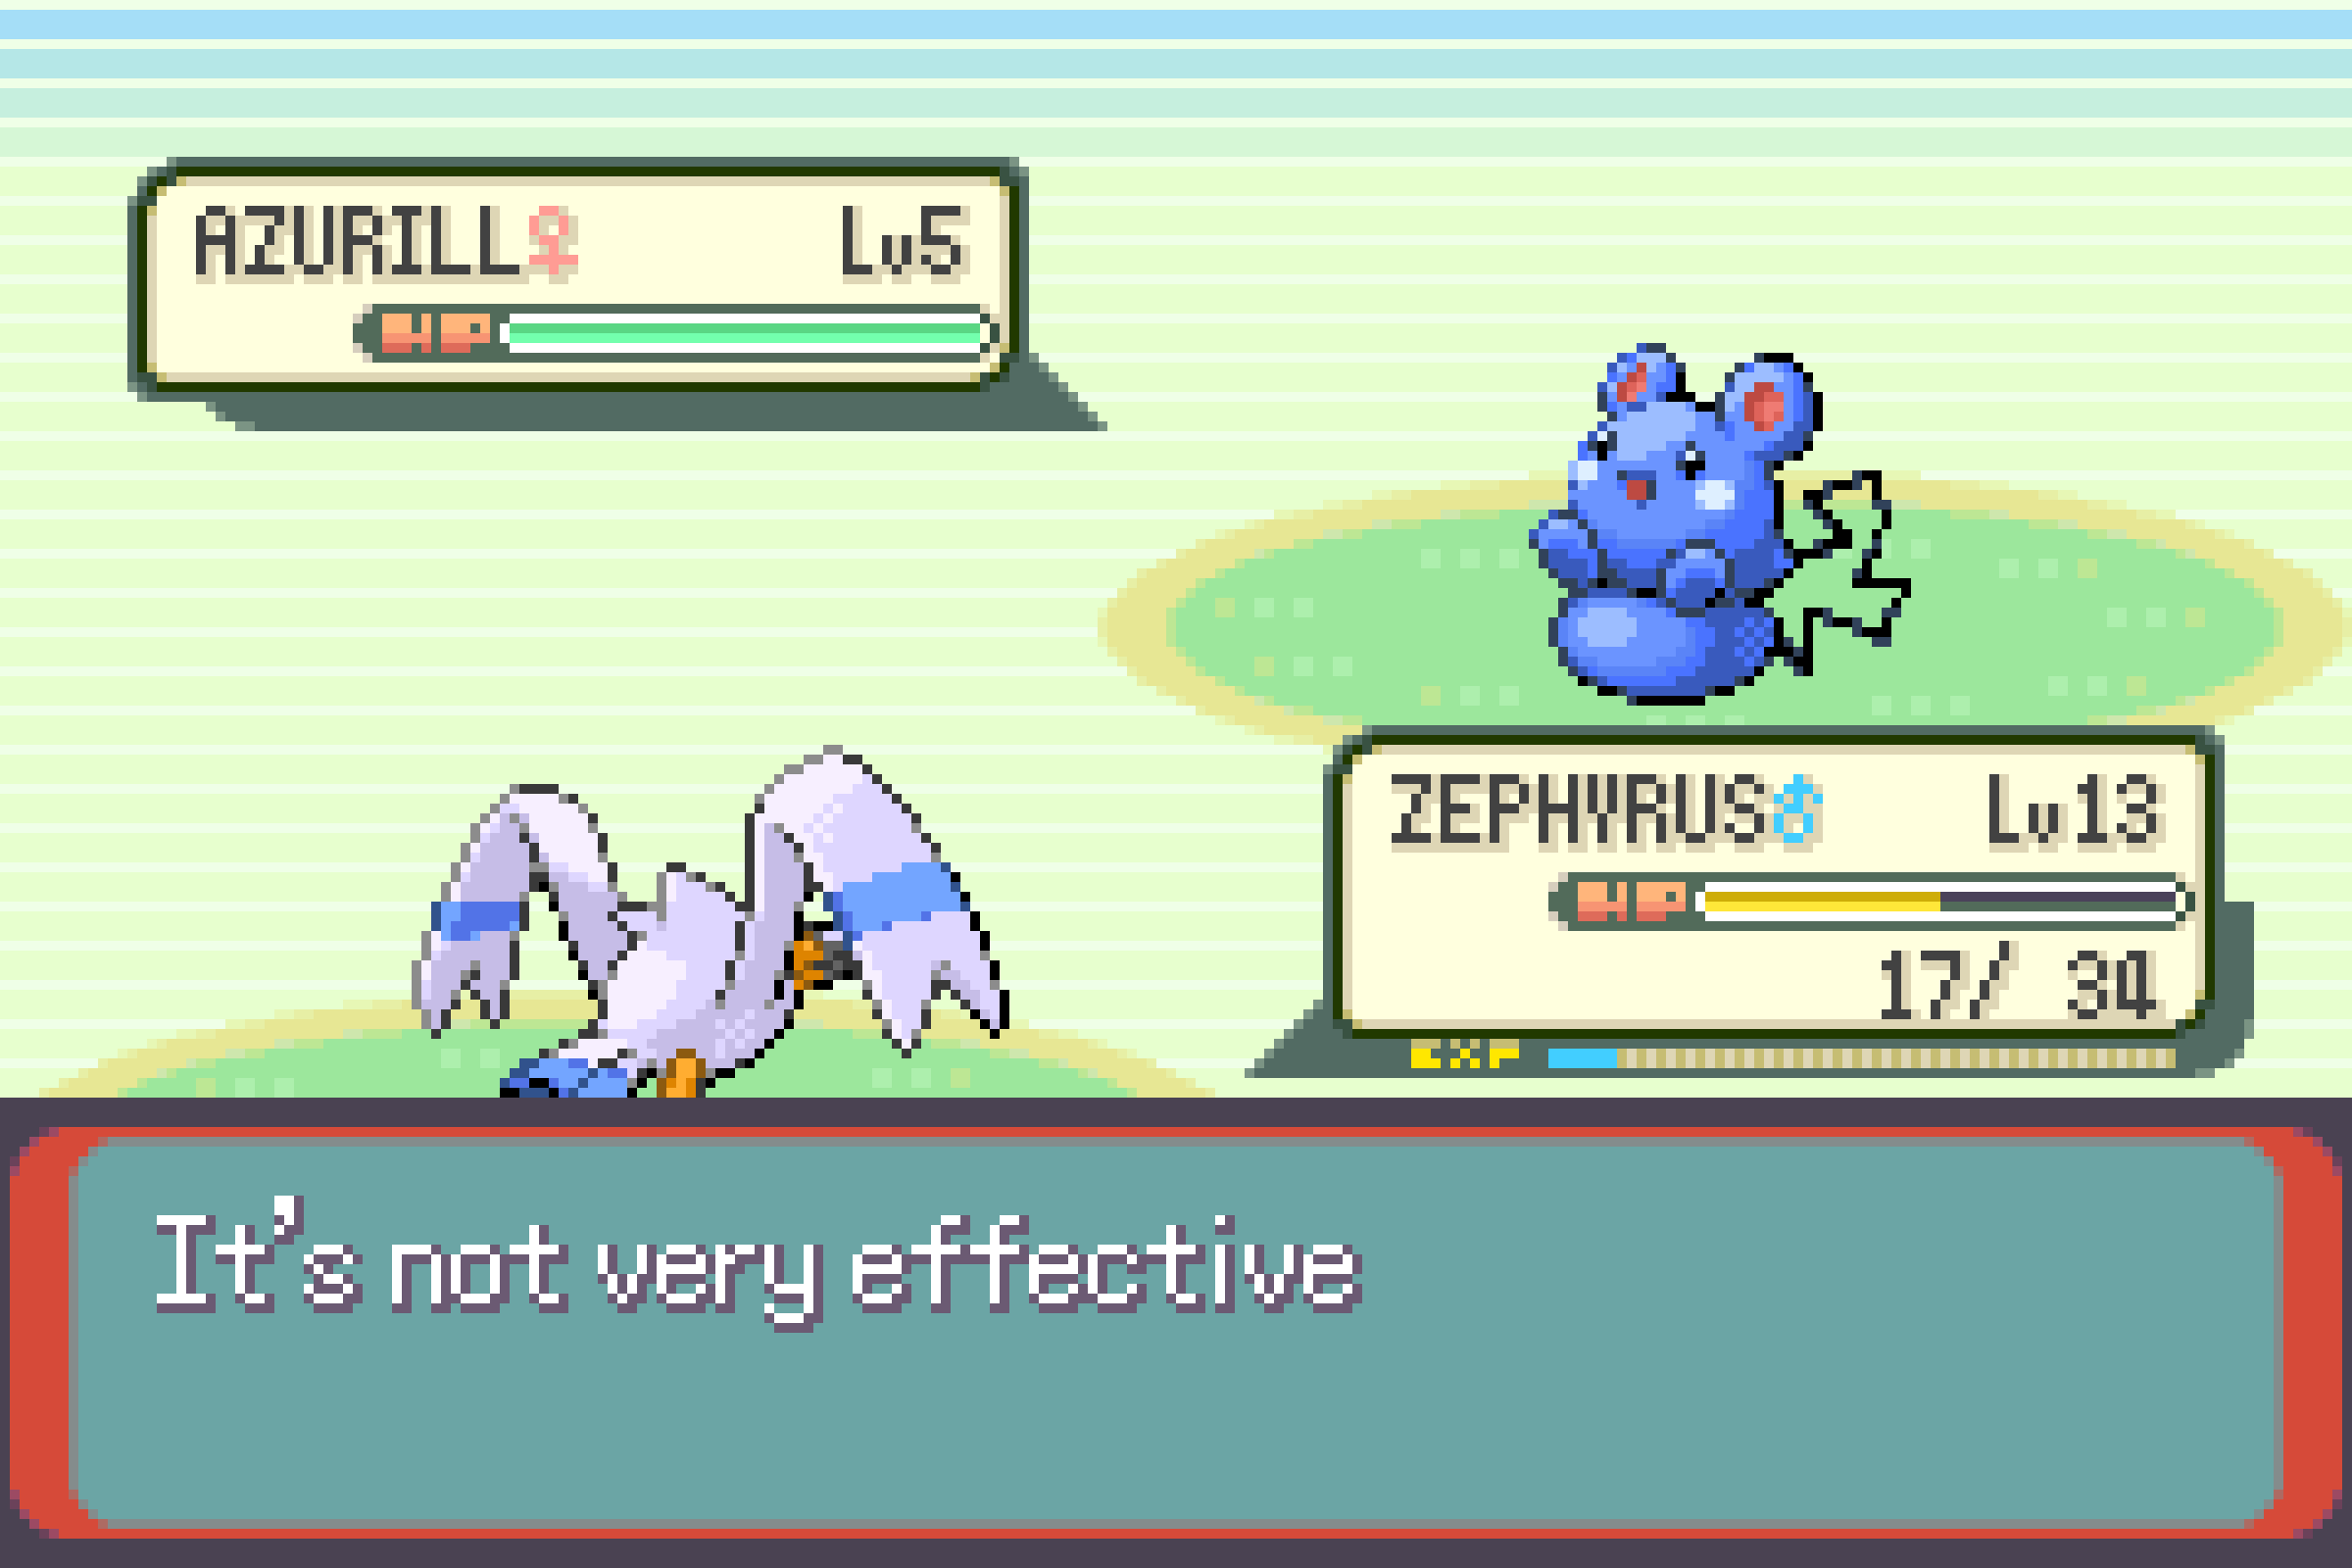 AZURILL♀ Lv5
HP
ZEPHYRUS♂ Lv13
HP
17/ 34
EXP
It's not very effective